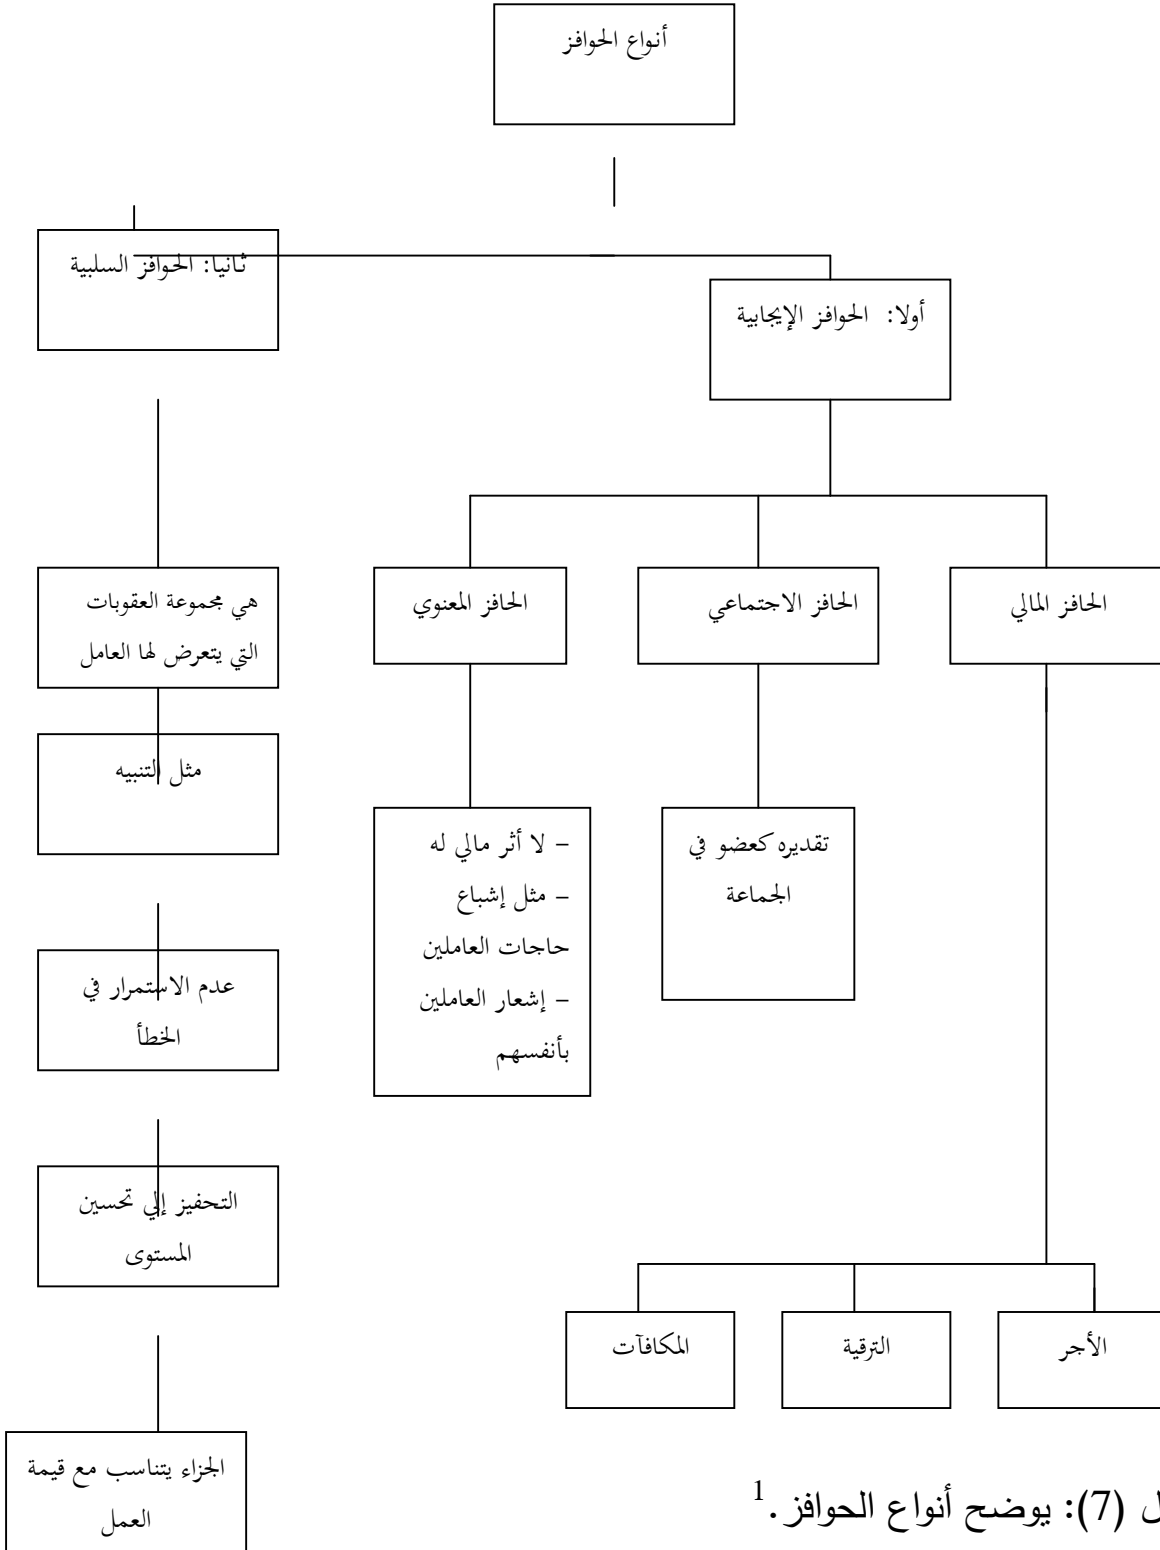 أنواع الحوافز
أولا: الحوافز الإيجابية
ثانيا: الحوافز السلبية
الحافز المالي
الحافز الاجتماعي
الحافز المعنوي
هي مجموعة العقوبات
التي يتعرض لها العامل
مثل التنبيه
تقديره كعضو في
الجماعة
– لا أثر مالي له
– مثل إشباع
حاجات العاملين
– إشعار العاملين
بأنفسهم
عدم الاستمرار في
الخطأ
التحفيز إلي تحسين
المستوى
الأجر
الترقية
المكافآت
الجزاء يتناسب مع قيمة
العمل
ل (7): يوضح أنواع الحوافز.1